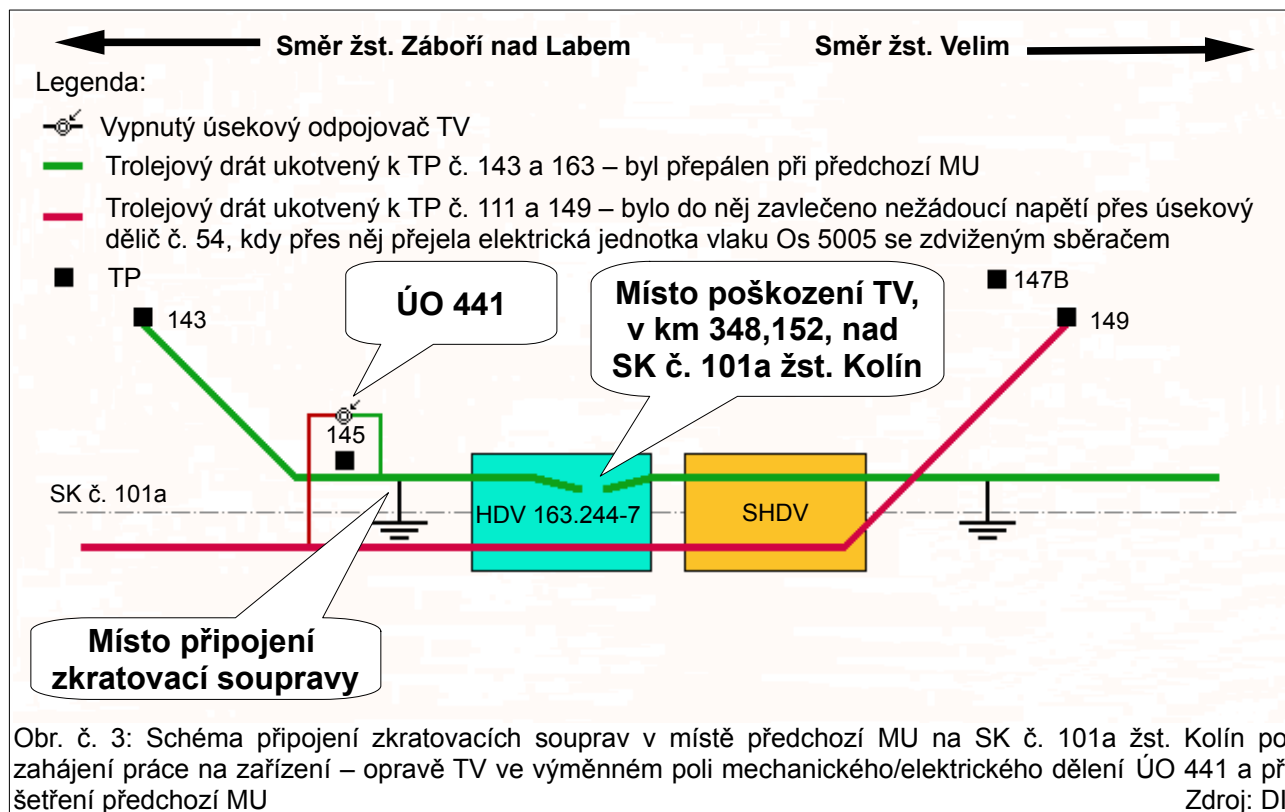 Směr žst. Záboří nad Labem
Směr žst. Velim
Legenda:
Vypnutý úsekový odpojovač TV
Trolejový drát ukotvený k TP č. 143 a 163 – byl přepálen při předchozí MU
Trolejový drát ukotvený k TP č. 111 a 149 – bylo do něj zavlečeno nežádoucí napětí přes úsekový
dělič č. 54, kdy přes něj přejela elektrická jednotka vlaku Os 5005 se zdviženým sběračem
TP
ÚO 441
Místo poškození TV,
v km 348,152, nad
SK č. 101a žst. Kolín
147B
143
149
145
SK č. 101a
HDV 163.244-7
SHDV
Místo připojení
zkratovací soupravy
Obr. č. 3: Schéma připojení zkratovacích souprav v místě předchozí MU na SK č. 101a žst. Kolín po
zahájení práce na zařízení – opravě TV ve výměnném poli mechanického/elektrického dělení ÚO 441 a př
šetření předchozí MU
Zdroj: DI